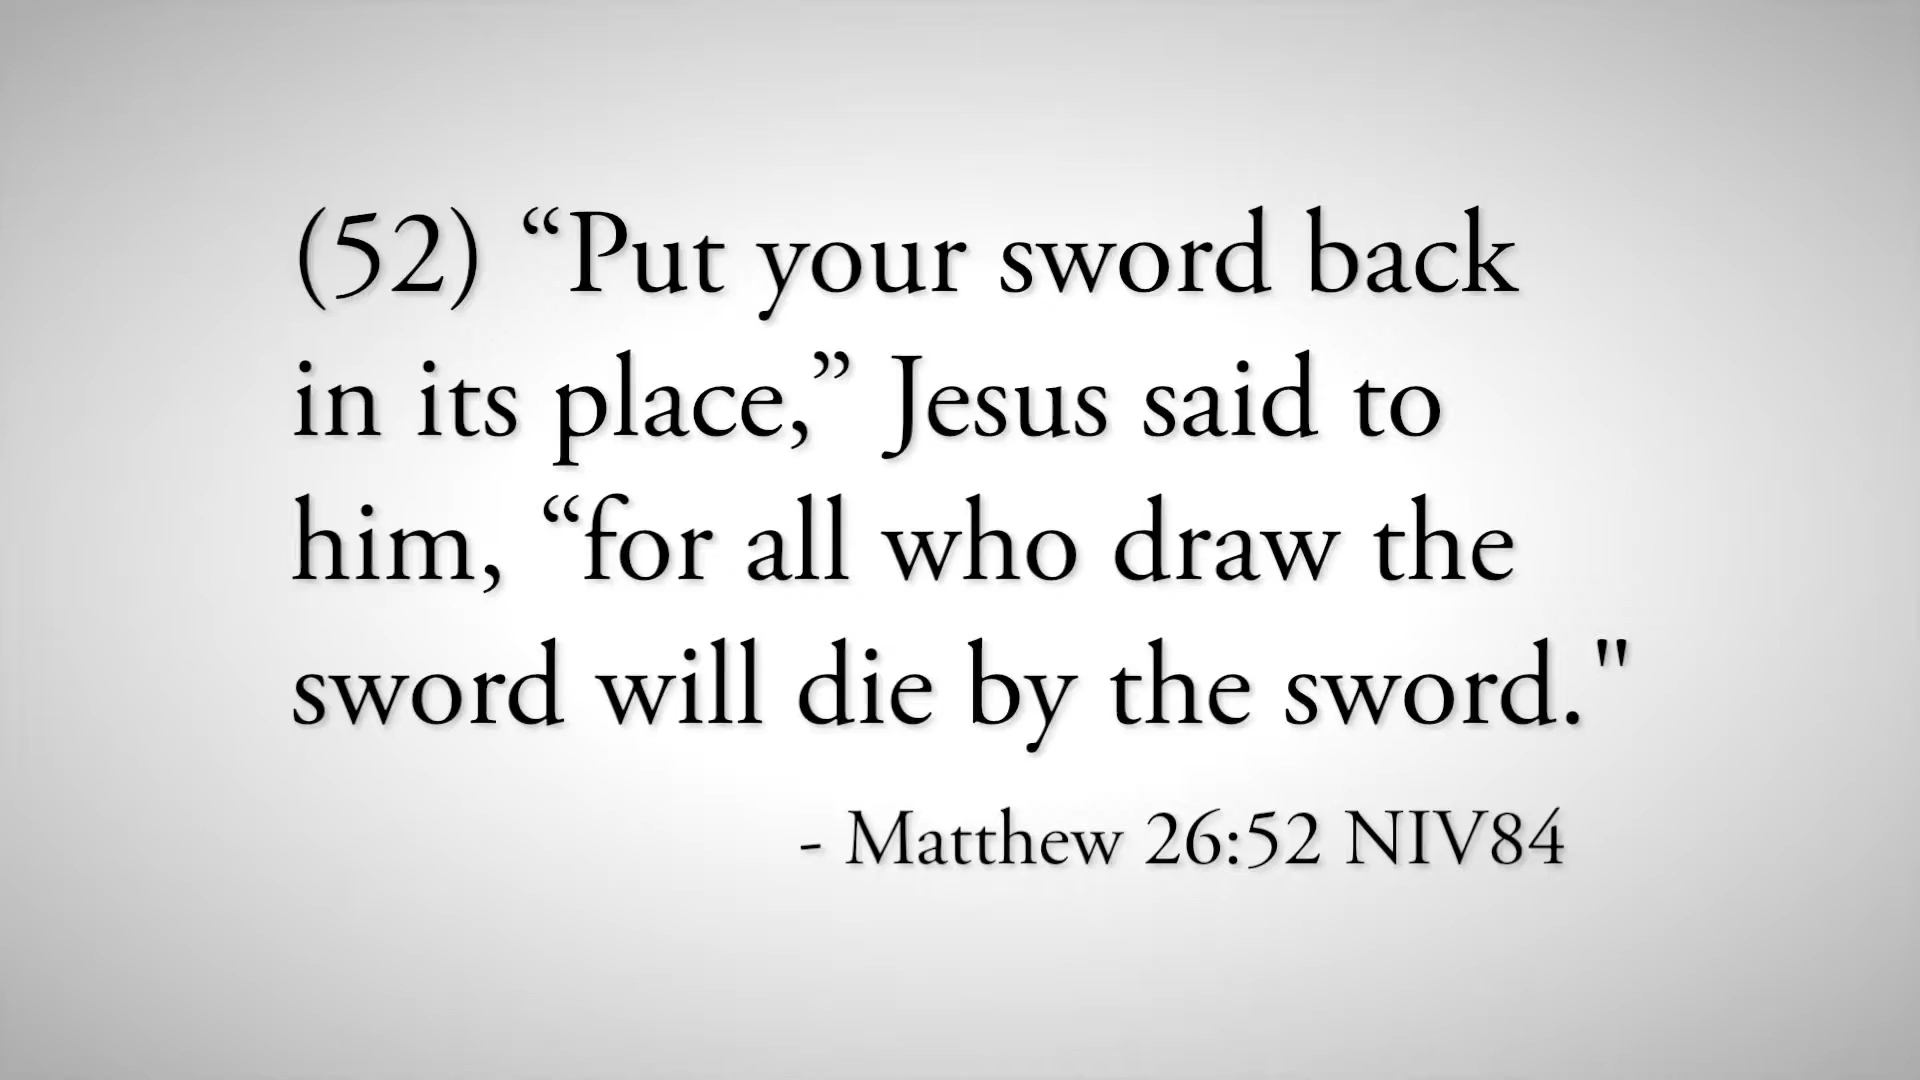 (52) “Put your sword back
in its place,” Jesus said to
him, “for all who draw the
sword will die by the sword."
- Matthew 26:52 NIV84